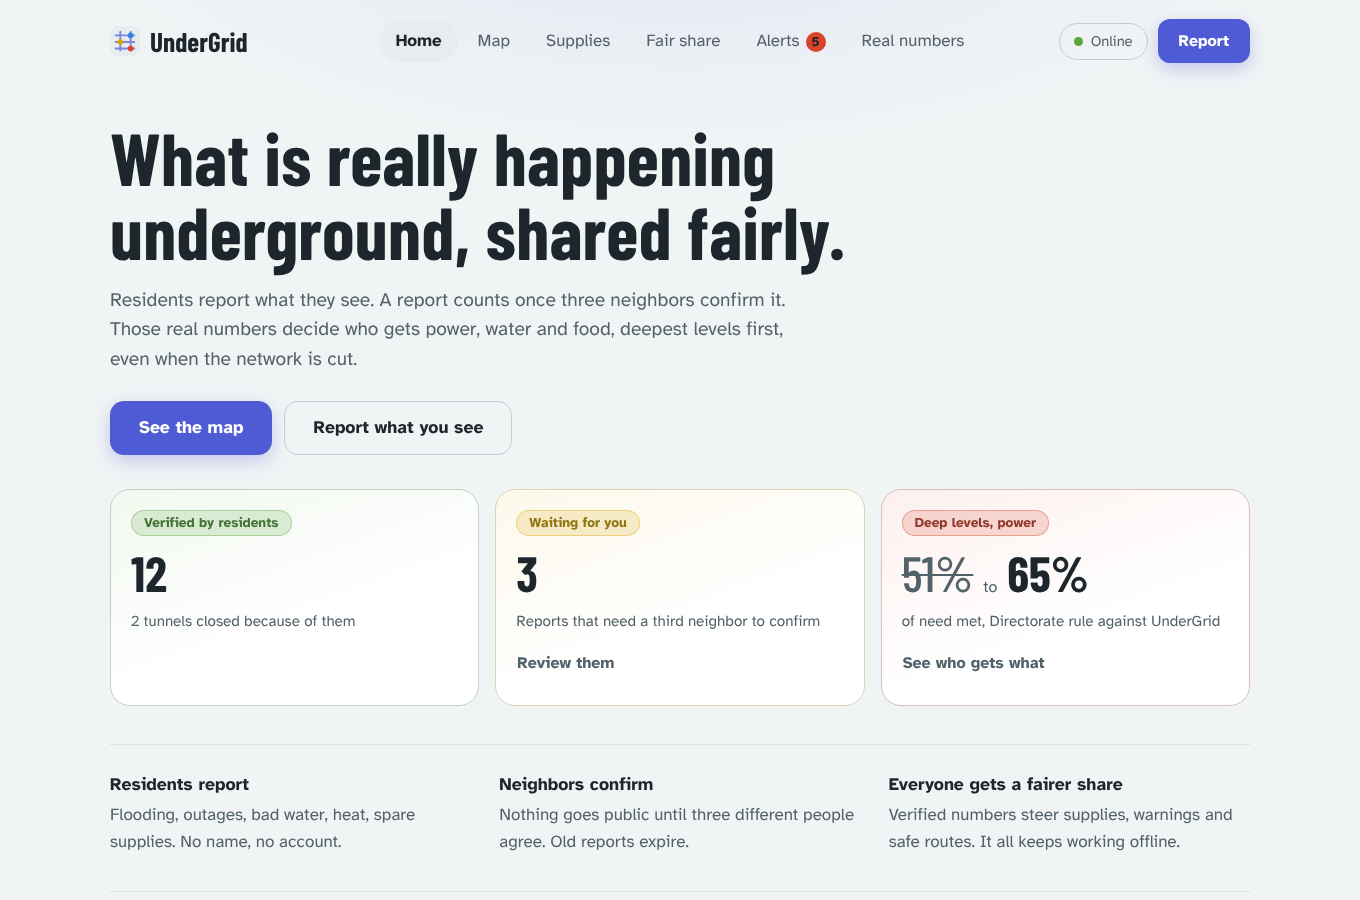 UnderGrid
Home
Map
Supplies
Fair share
Alerts 5
Real numbers
Online
Report
What is really happening
underground, shared fairly.
Residents report what they see. A report counts once three neighbors confirm it.
Those real numbers decide who gets power, water and food, deepest levels first,
even when the network is cut.
See the map
Report what you see
Verified by residents
12
2 tunnels closed because of them
Waiting for you
3
Reports that need a third neighbor to confirm
Review them
Deep levels, power
51% to 65%
of need met, Directorate rule against UnderGrid
See who gets what
Residents report
Flooding, outages, bad water, heat, spare
supplies. No name, no account.
Neighbors confirm
Nothing goes public until three different people
agree. Old reports expire.
Everyone gets a fairer share
Verified numbers steer supplies, warnings and
safe routes. It all keeps working offline.